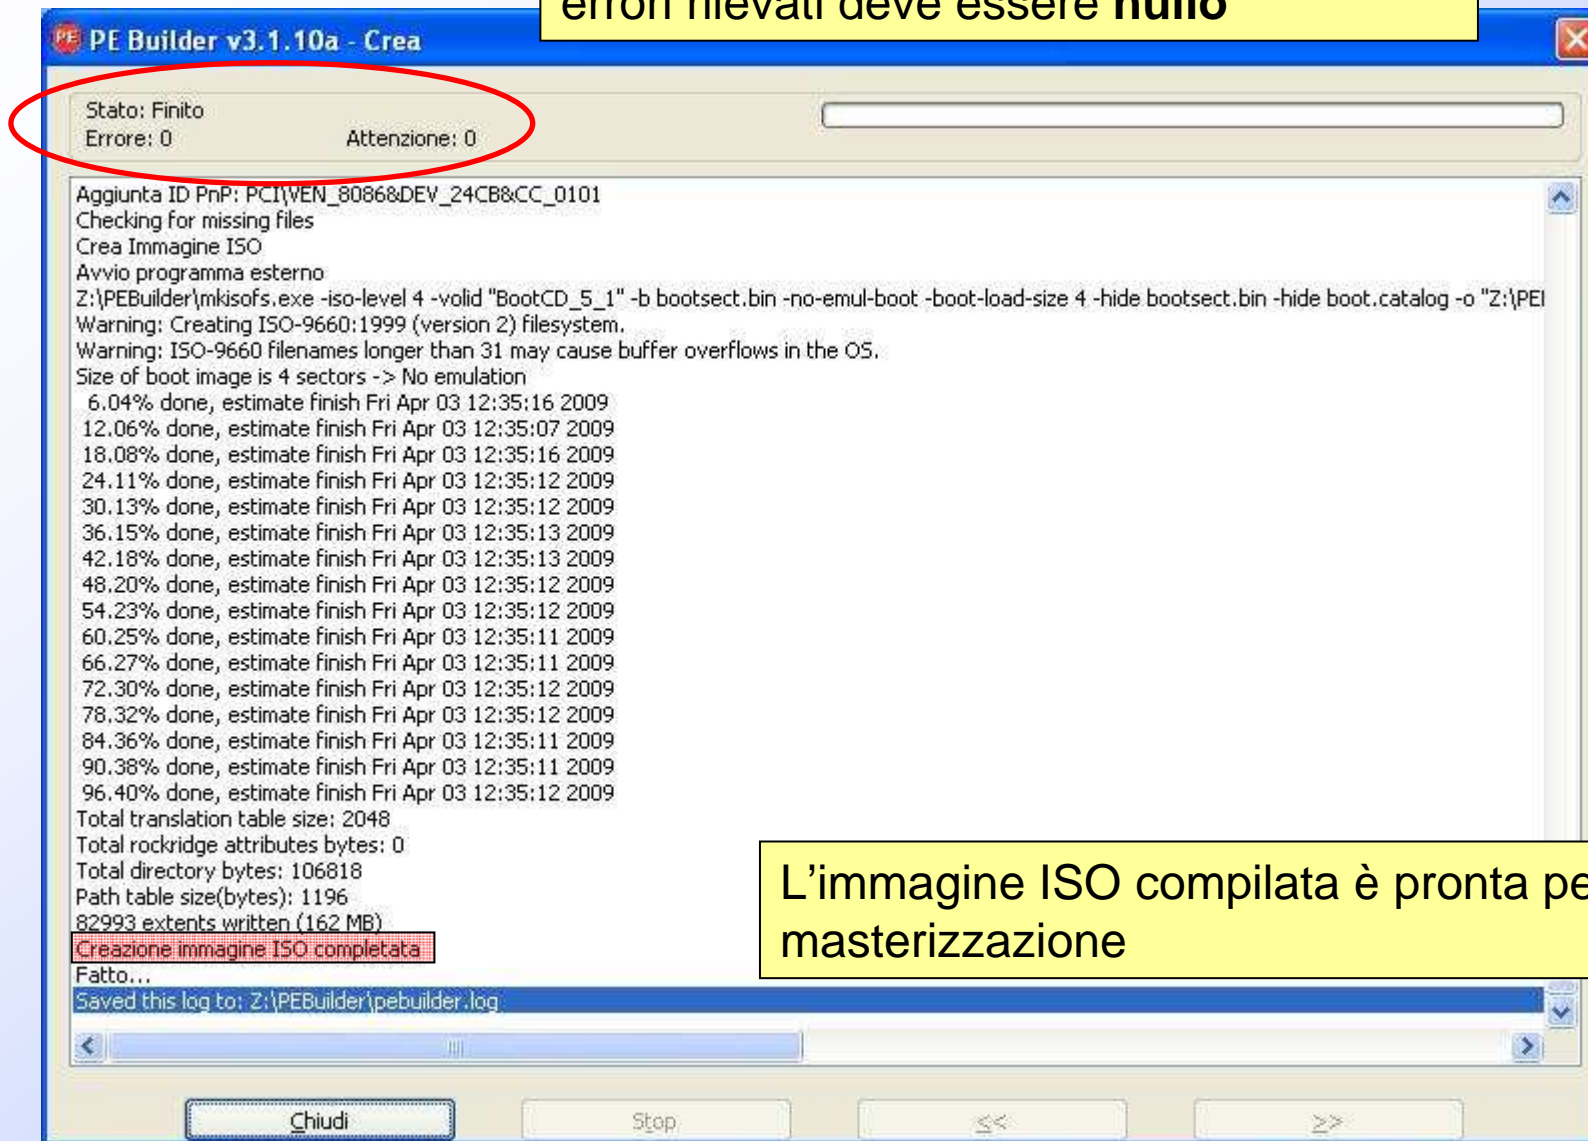 errori rilevati deve essere nullo
PE Builder v3.1.10a - Crea
Stato: Finito
Errore: 0 Attenzione: 0
Aggiunta ID PnP: PCI\VEN_8086&DEV_24CB&CC_0101
Checking for missing files
Crea Immagine ISO
Avvio programma esterno
Z:\PEBuilder\mkisofs.exe -iso-level 4 -volid "BootCD_5_1" -b bootsect.bin -no-emul-boot -boot-load-size 4 -hide bootsect.bin -hide boot.catalog -o "Z:\PEI
Warning: Creating ISO-9660:1999 (version 2) filesystem.
Warning: ISO-9660 filenames longer than 31 may cause buffer overflows in the OS.
Size of boot image is 4 sectors -> No emulation
6.04% done, estimate finish Fri Apr 03 12:35:16 2009
12.06% done, estimate finish Fri Apr 03 12:35:07 2009
18.08% done, estimate finish Fri Apr 03 12:35:16 2009
24.11% done, estimate finish Fri Apr 03 12:35:12 2009
30.13% done, estimate finish Fri Apr 03 12:35:12 2009
36.15% done, estimate finish Fri Apr 03 12:35:13 2009
42.18% done, estimate finish Fri Apr 03 12:35:13 2009
48.20% done, estimate finish Fri Apr 03 12:35:12 2009
54.23% done, estimate finish Fri Apr 03 12:35:12 2009
60.25% done, estimate finish Fri Apr 03 12:35:11 2009
66.27% done, estimate finish Fri Apr 03 12:35:11 2009
72.30% done, estimate finish Fri Apr 03 12:35:12 2009
78.32% done, estimate finish Fri Apr 03 12:35:12 2009
84.36% done, estimate finish Fri Apr 03 12:35:11 2009
90.38% done, estimate finish Fri Apr 03 12:35:11 2009
96.40% done, estimate finish Fri Apr 03 12:35:12 2009
Total translation table size: 2048
Total rockridge attributes bytes: 0
Total directory bytes: 106818
Path table size(bytes): 1196
82993 extents written (162 MB)
Creazione immagine ISO completata
Fatto...
Saved this log to: Z:\PEBuilder\pebuilder.log
L’immagine ISO compilata è pronta pe
masterizzazione
Chiudi Stop << >>